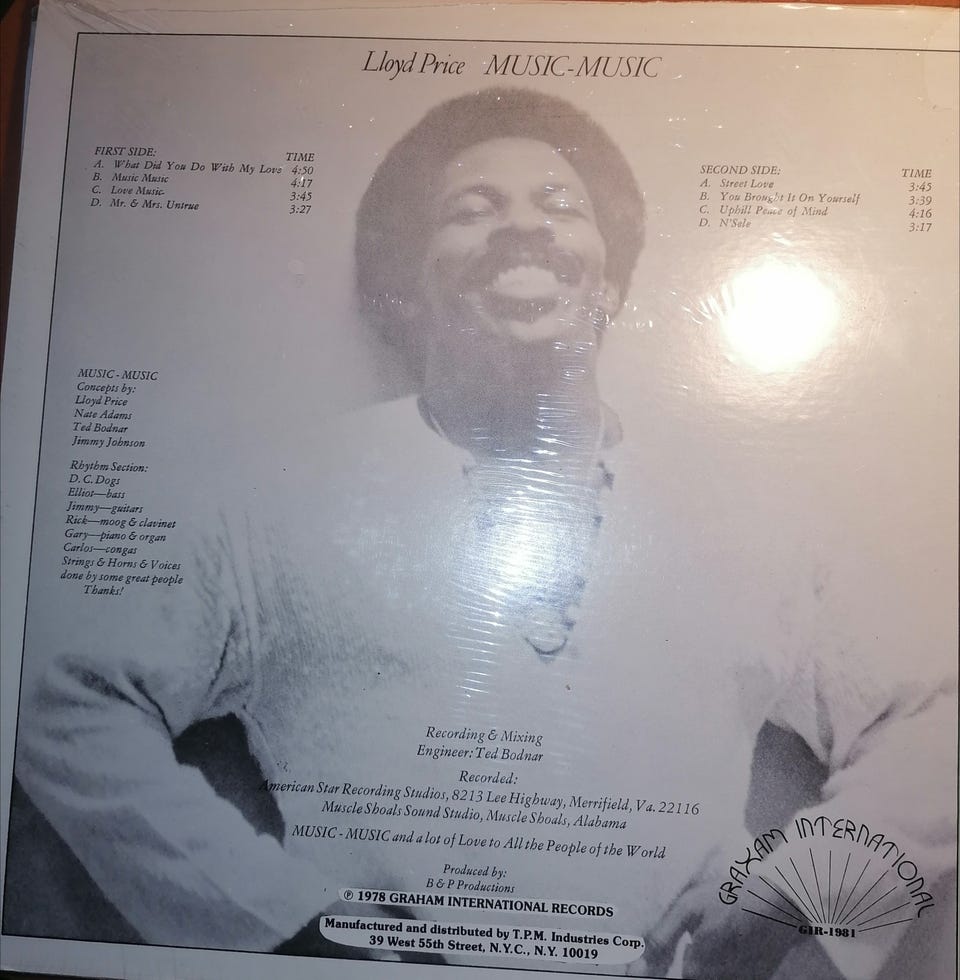 Lloyd Price MUSIC-MUSIC
FIRST SIDE: TIME
A. What Did You Do With My Love 4:50
B. Music Music 4:17
C. Love Music 3:45
D. Mr. & Mrs. Untrue 3:27
SECOND SIDE: TIME
A. Street Love 3:45
B. You Brought It On Yourself 3:39
C. Uphill Peace of Mind 4:16
D. N'Sele 3:17
MUSIC - MUSIC
Concepts by:
Lloyd Price
Nate Adams
Ted Bodnar
Jimmy Johnson
Rhythm Section:
D. C. Dogs
Elliot—bass
Jimmy—guitars
Rick—moog & clavinet
Gary—piano & organ
Carlos—congas
Strings & Horns & Voices
done by some great people
Thanks!
Recording & Mixing
Engineer: Ted Bodnar
Recorded:
American Star Recording Studios, 8213 Lee Highway, Merrifield, Va. 22116
Muscle Shoals Sound Studio, Muscle Shoals, Alabama
MUSIC - MUSIC and a lot of Love to All the People of the World
Produced by:
B & P Productions
℗ 1978 GRAHAM INTERNATIONAL RECORDS
Manufactured and distributed by T.P.M. Industries Corp.
39 West 55th Street, N.Y.C., N.Y. 10019
GRAXAM INTERNATIONAL
GIR-1981